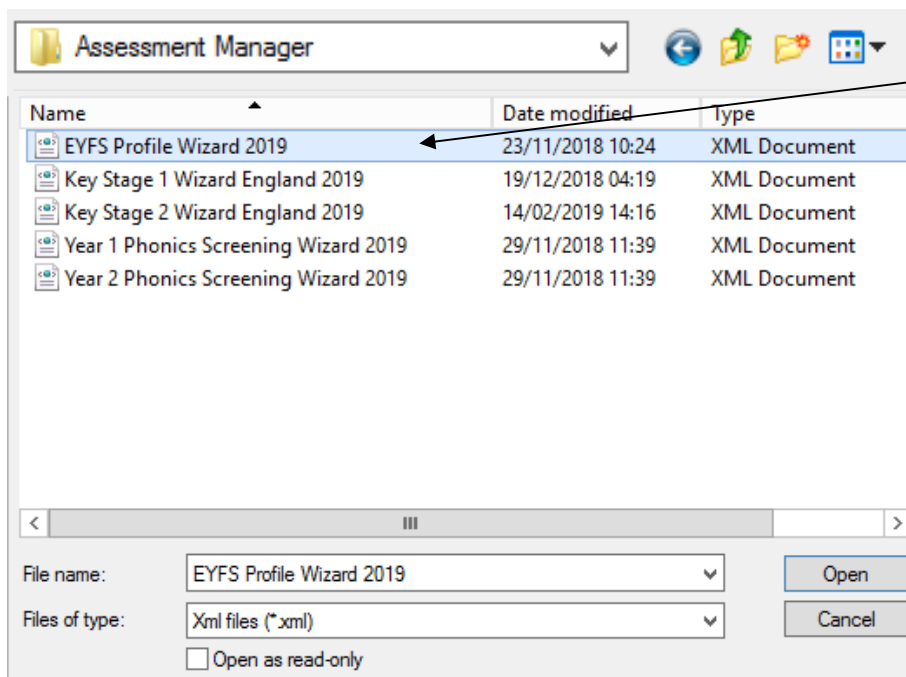 Assessment Manager
Name Date modified Type
EYFS Profile Wizard 2019 23/11/2018 10:24 XML Document
Key Stage 1 Wizard England 2019 19/12/2018 04:19 XML Document
Key Stage 2 Wizard England 2019 14/02/2019 14:16 XML Document
Year 1 Phonics Screening Wizard 2019 29/11/2018 11:39 XML Document
Year 2 Phonics Screening Wizard 2019 29/11/2018 11:39 XML Document
File name: EYFS Profile Wizard 2019 Open
Files of type: Xml files (*.xml) Cancel
Open as read-only